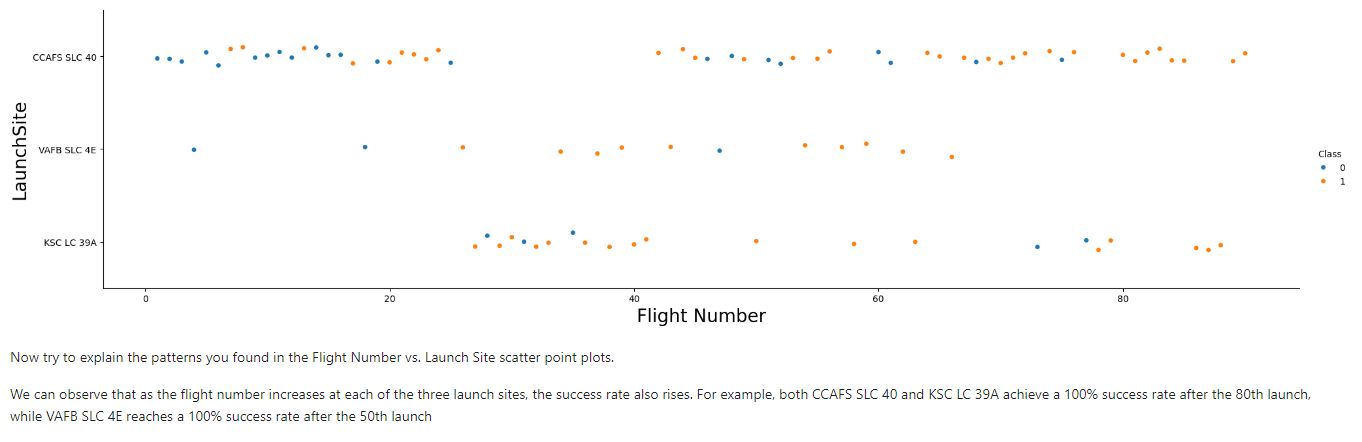 LaunchSite
CCAFS SLC 40
VAFB SLC 4E
KSC LC 39A
0 20 40 60 80
Flight Number
Class
0
1
Now try to explain the patterns you found in the Flight Number vs. Launch Site scatter point plots.
We can observe that as the flight number increases at each of the three launch sites, the success rate also rises. For example, both CCAFS SLC 40 and KSC LC 39A achieve a 100% success rate after the 80th launch,
while VAFB SLC 4E reaches a 100% success rate after the 50th launch